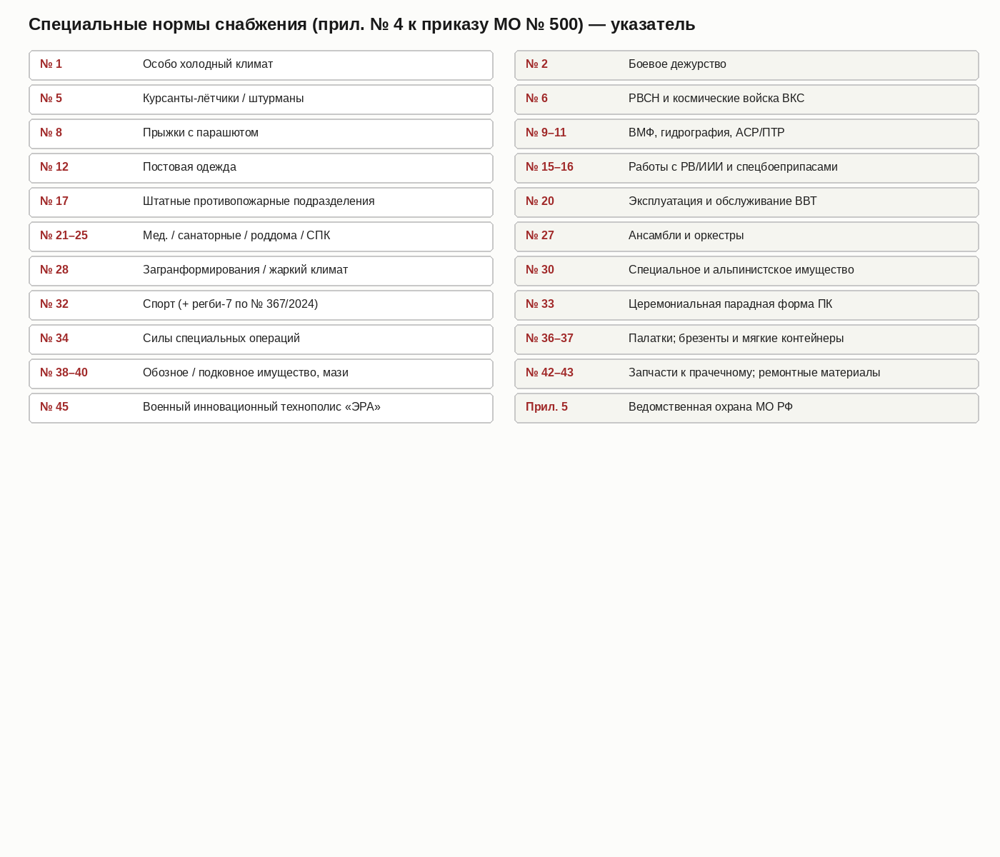 Специальные нормы снабжения (прил. № 4 к приказу МО № 500) — указатель
№ 1 Особо холодный климат
№ 2 Боевое дежурство
№ 5 Курсанты-лётчики / штурманы
№ 6 РВСН и космические войска ВКС
№ 8 Прыжки с парашютом
№ 9–11 ВМФ, гидрография, АСР/ПТР
№ 12 Постовая одежда
№ 15–16 Работы с РВ/ИИИ и спецбоеприпасами
№ 17 Штатные противопожарные подразделения
№ 20 Эксплуатация и обслуживание ВВТ
№ 21–25 Мед. / санаторные / роддома / СПК
№ 27 Ансамбли и оркестры
№ 28 Загранформирования / жаркий климат
№ 30 Специальное и альпинистское имущество
№ 32 Спорт (+ регби-7 по № 367/2024)
№ 33 Церемониальная парадная форма ПК
№ 34 Силы специальных операций
№ 36–37 Палатки; брезенты и мягкие контейнеры
№ 38–40 Обозное / подковное имущество, мази
№ 42–43 Запчасти к прачечному; ремонтные материалы
№ 45 Военный инновационный технополис «ЭРА»
Прил. 5 Ведомственная охрана МО РФ